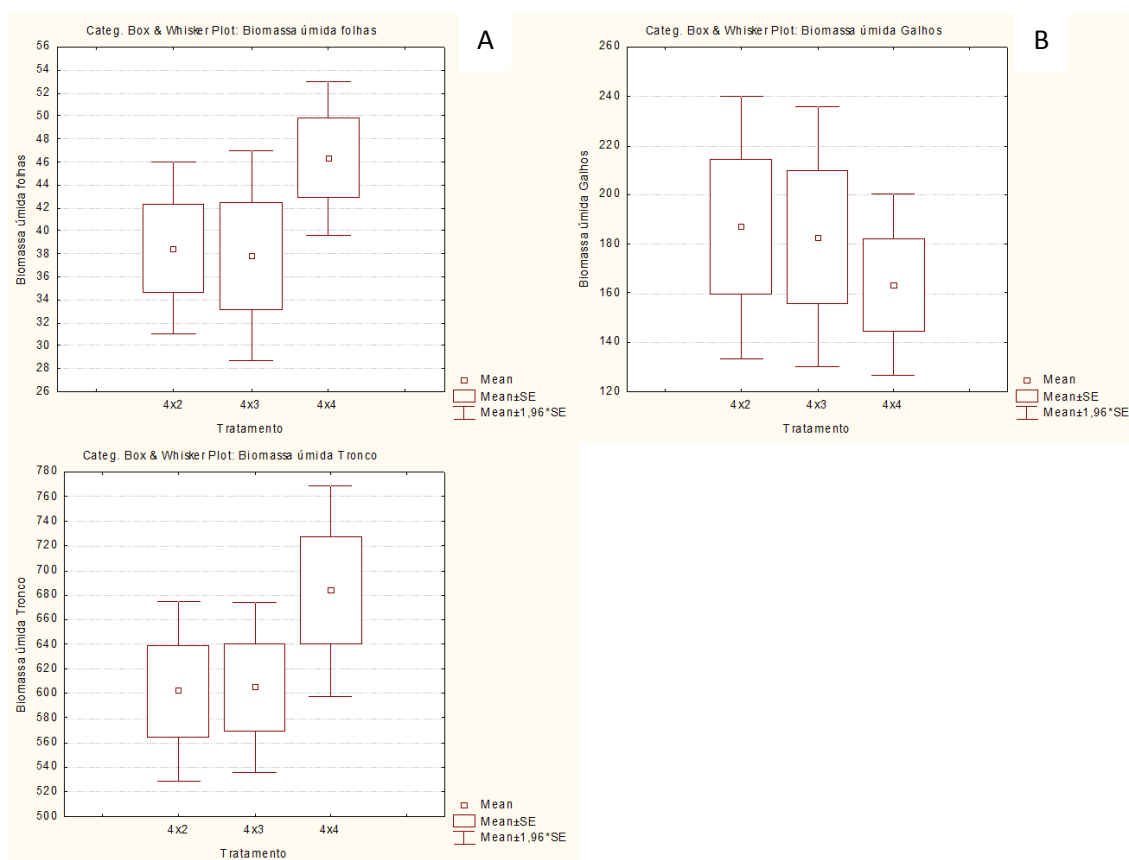 Categ. Box & Whisker Plot: Biomassa úmida folhas
A
56
54
52
50
48
46
44
42
40
38
36
34
32
30
28
26
Biomassa úmida folhas
4x2 4x3 4x4
Tratamento
Mean
Mean±SE
Mean±1,96*SE
Categ. Box & Whisker Plot: Biomassa úmida Galhos
B
260
240
220
200
180
160
140
120
Biomassa úmida Galhos
4x2 4x3 4x4
Tratamento
Mean
Mean±SE
Mean±1,96*SE
Categ. Box & Whisker Plot: Biomassa úmida Tronco
780
760
740
720
700
680
660
640
620
600
580
560
540
520
500
Biomassa úmida Tronco
4x2 4x3 4x4
Tratamento
Mean
Mean±SE
Mean±1,96*SE